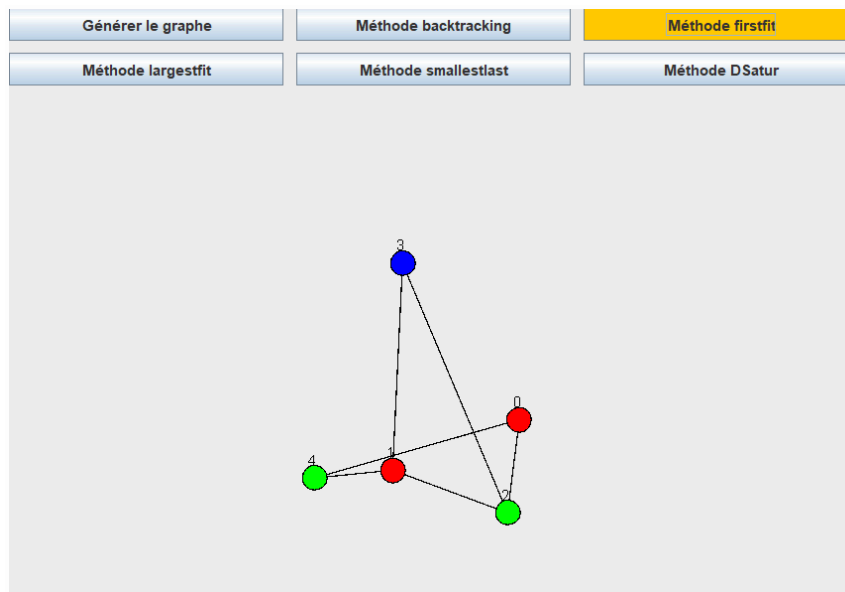 Générer le graphe
Méthode backtracking
Méthode firstfit
Méthode largestfit
Méthode smallestlast
Méthode DSatur
3
0
4
1
2